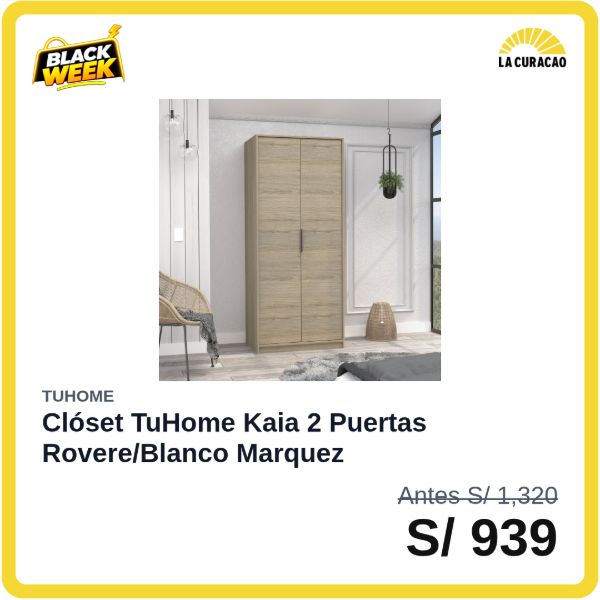 BLACK
WEEK
LA CURACAO
TUHOME
Clóset TuHome Kaia 2 Puertas
Rovere/Blanco Marquez
Antes S/ 1,320
S/ 939